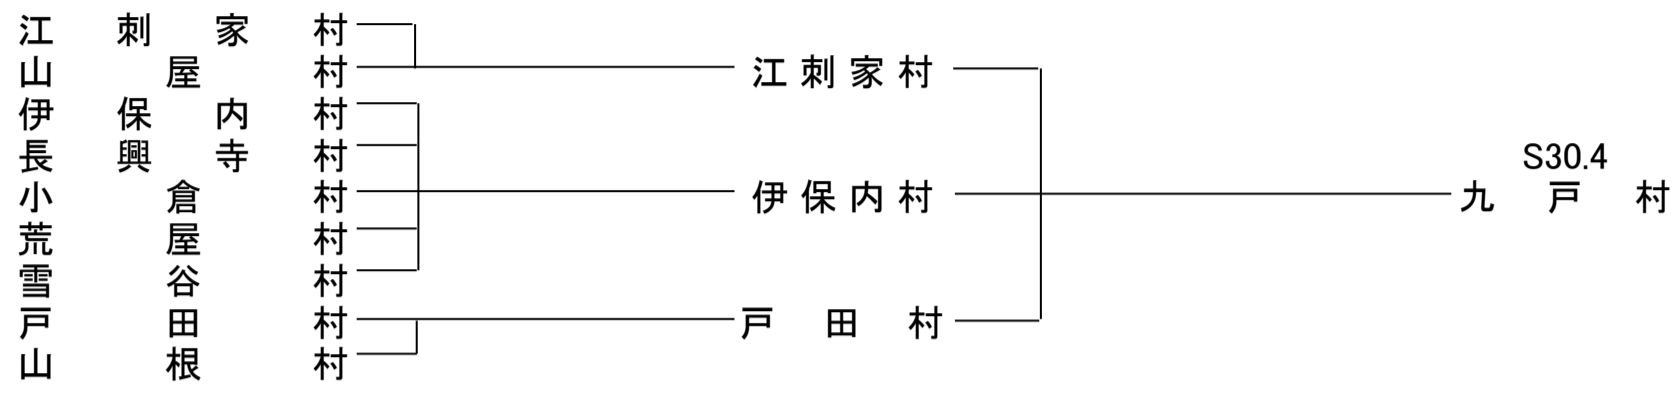 江刺家村
山屋村
伊保内村
長興寺村
小倉村
荒屋村
雪谷村
戸田村
山根村
江刺家村
伊保内村
戸田村
S30.4
九戸村